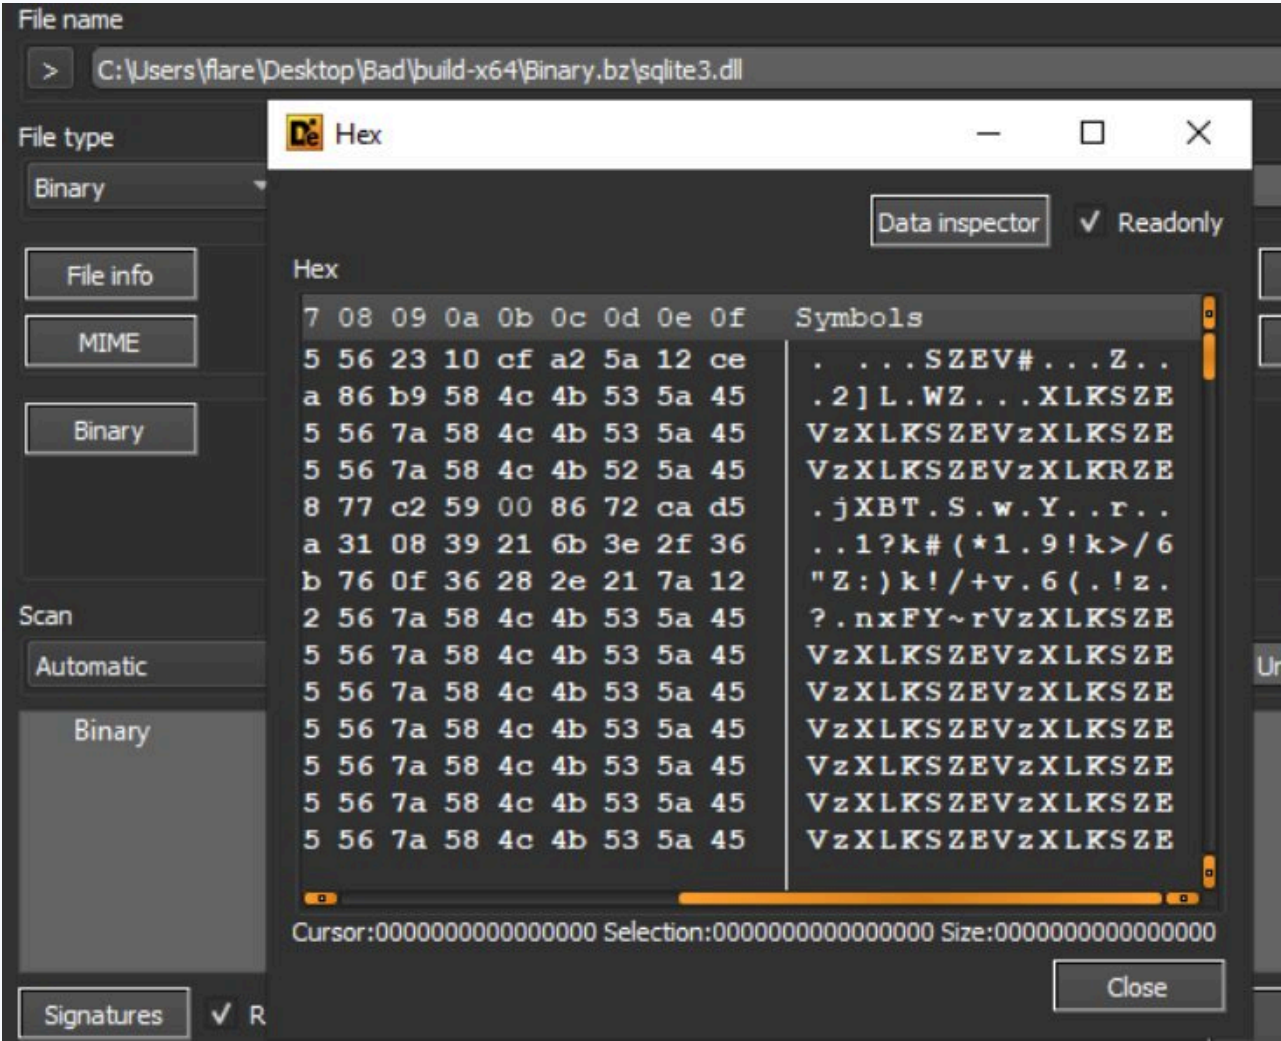 File name
> C:\Users\flare\Desktop\Bad\build-x64\Binary.bz\sqlite3.dll
File type
Binary
File info
MIME
Binary
Scan
Automatic
Binary
Signatures R
Hex
Data inspector Readonly
Hex
7 08 09 0a 0b 0c 0d 0e 0f Symbols
5 56 23 10 cf a2 5a 12 ce . ...SZEV#...Z..
a 86 b9 58 4c 4b 53 5a 45 .2]L.WZ...XLKSZE
5 56 7a 58 4c 4b 53 5a 45 VzXLKSZEVzXLKSZE
5 56 7a 58 4c 4b 52 5a 45 VzXLKSZEVzXLKRZE
8 77 c2 59 00 86 72 ca d5 .jXBT.S.w.Y..r..
a 31 08 39 21 6b 3e 2f 36 ..1?k#(*1.9!k>/6
b 76 0f 36 28 2e 21 7a 12 "Z:)k!/+v.6(.!z.
2 56 7a 58 4c 4b 53 5a 45 ?.nxFY~rVzXLKSZE
5 56 7a 58 4c 4b 53 5a 45 VzXLKSZEVzXLKSZE
5 56 7a 58 4c 4b 53 5a 45 VzXLKSZEVzXLKSZE
5 56 7a 58 4c 4b 53 5a 45 VzXLKSZEVzXLKSZE
5 56 7a 58 4c 4b 53 5a 45 VzXLKSZEVzXLKSZE
5 56 7a 58 4c 4b 53 5a 45 VzXLKSZEVzXLKSZE
5 56 7a 58 4c 4b 53 5a 45 VzXLKSZEVzXLKSZE
Cursor:0000000000000000 Selection:0000000000000000 Size:0000000000000000
Close
Ur